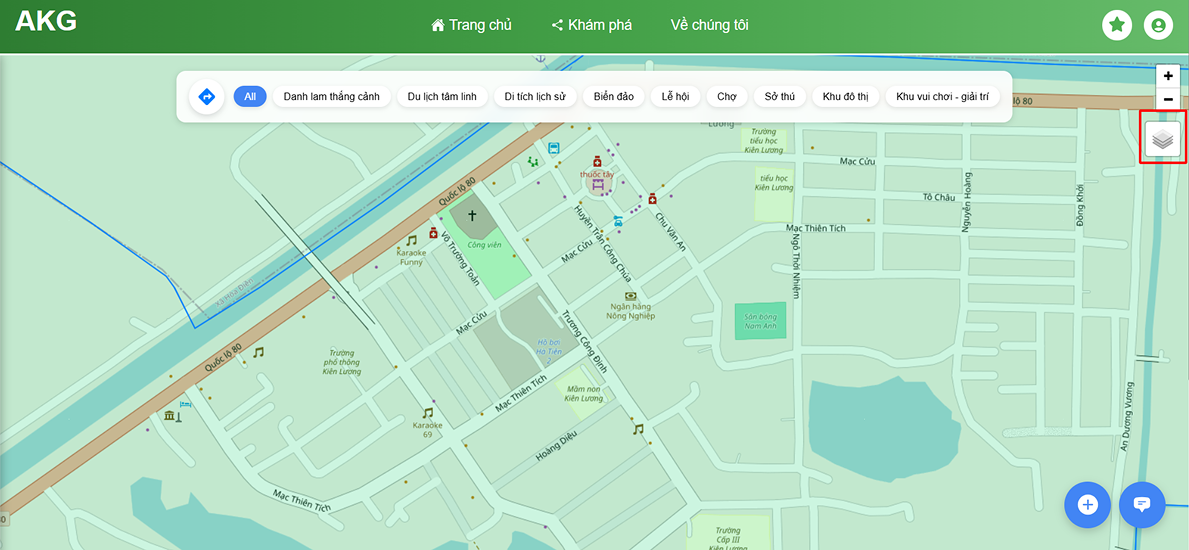 AKG
Trang chủ
Khám phá
Về chúng tôi
All
Danh lam thắng cảnh
Du lịch tâm linh
Di tích lịch sử
Biển đảo
Lễ hội
Chợ
Sở thú
Khu đô thị
Khu vui chơi - giải trí
+
−
lộ 80
Lương
Trường
tiểu học
Kiên Lương
Mạc Cửu
thuốc tây
Quốc lộ 80
tiểu học
Kiên Lương
Tô Châu
Nguyễn Hoàng
Đồng Khởi
Huyền Trân Công Chúa
Chu Văn An
Mạc Thiên Tích
Công viên
Võ Trường Toản
Mạc Cửu
Karaoke
Funny
Ngô Thời Nhiệm
Ngân hàng
Nông Nghiệp
Sân bóng
Nam Anh
Mạc Cửu
Trương Công Định
Hồ bơi
Hà Tiên
2
Quốc lộ 80
Trường
phổ thông
Kiên Lương
Mạc Thiên Tích
Mầm non
Kiên Lương
An Dương Vương
Karaoke
69
Hoàng Diệu
Mạc Thiên Tích
80
Trường
Cấp III
Kiên Lương